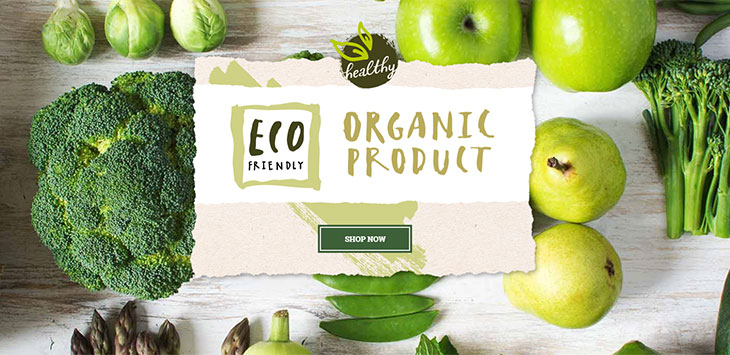 healthy
ECO
FRIENDLY
ORGANIC
PRODUCT
SHOP NOW